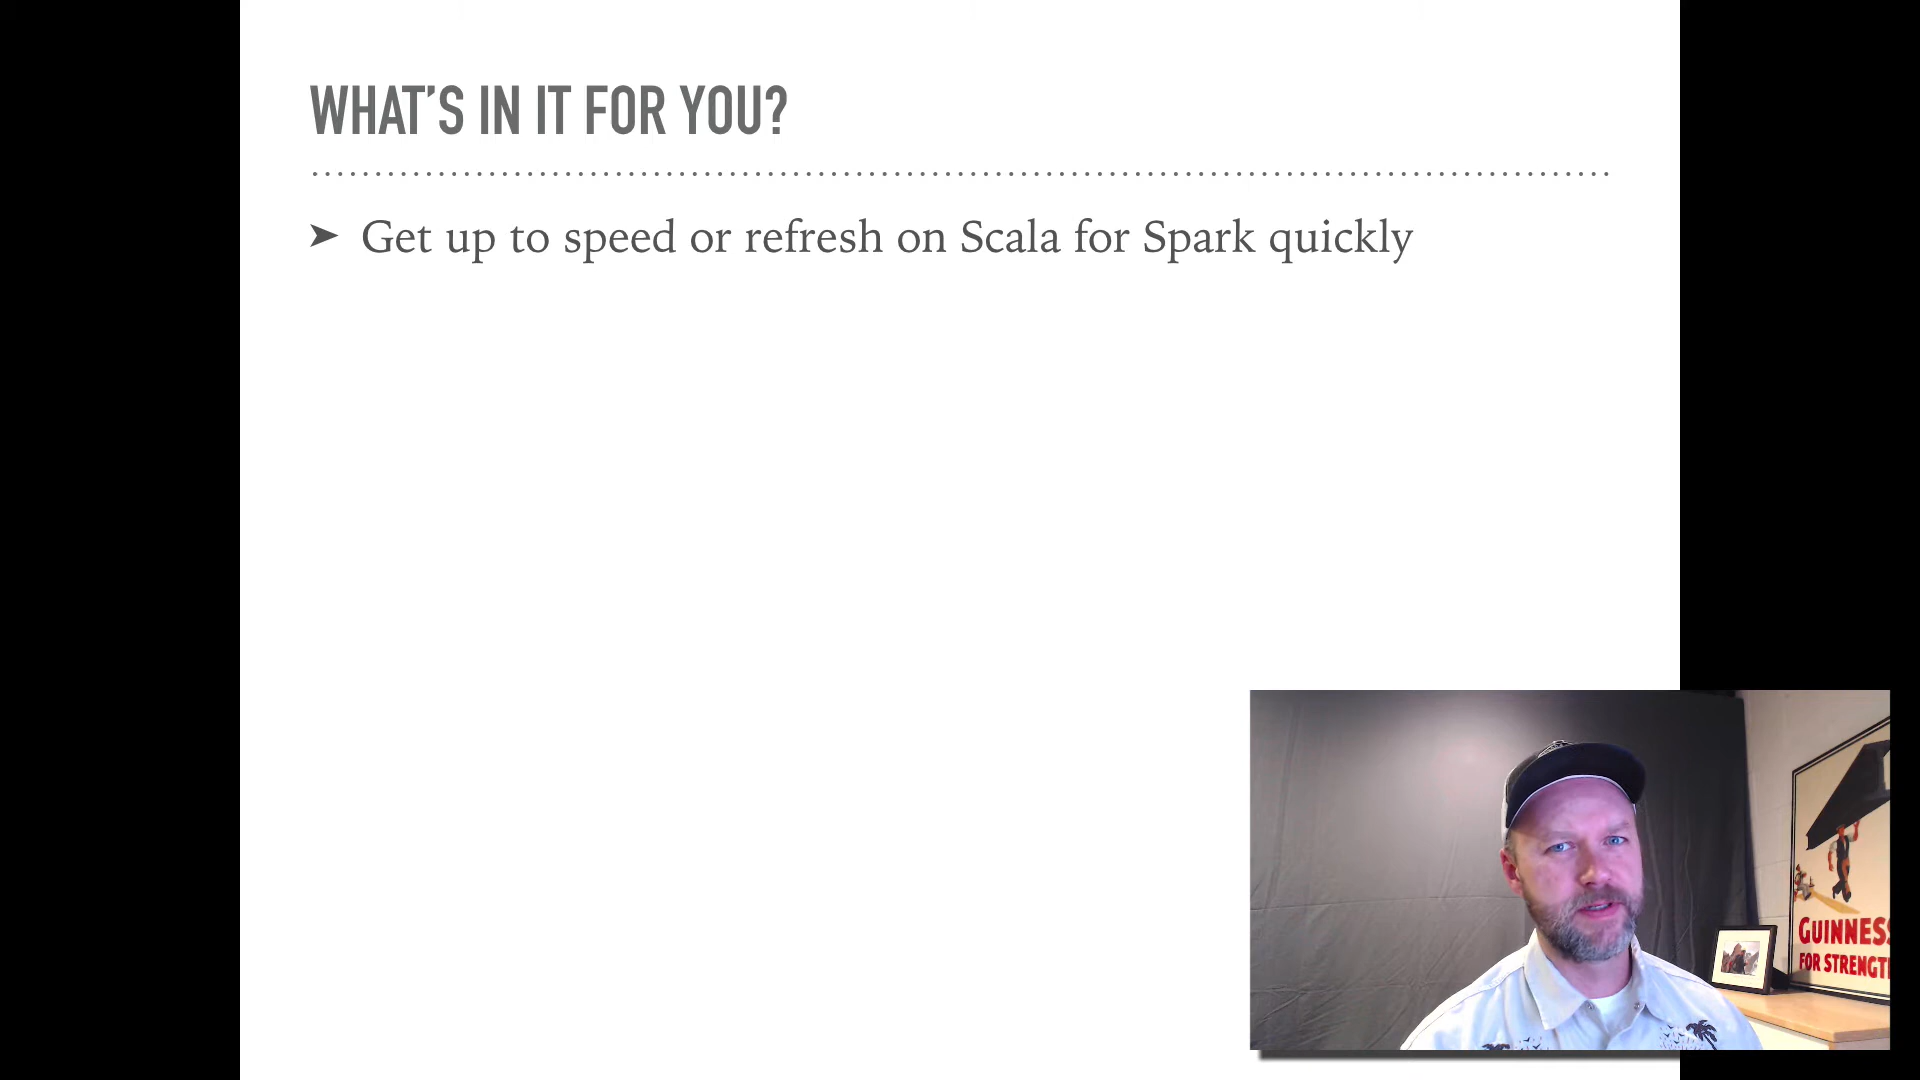 WHAT’S IN IT FOR YOU?
➤ Get up to speed or refresh on Scala for Spark quickly
GUINNESS
FOR STRENGT